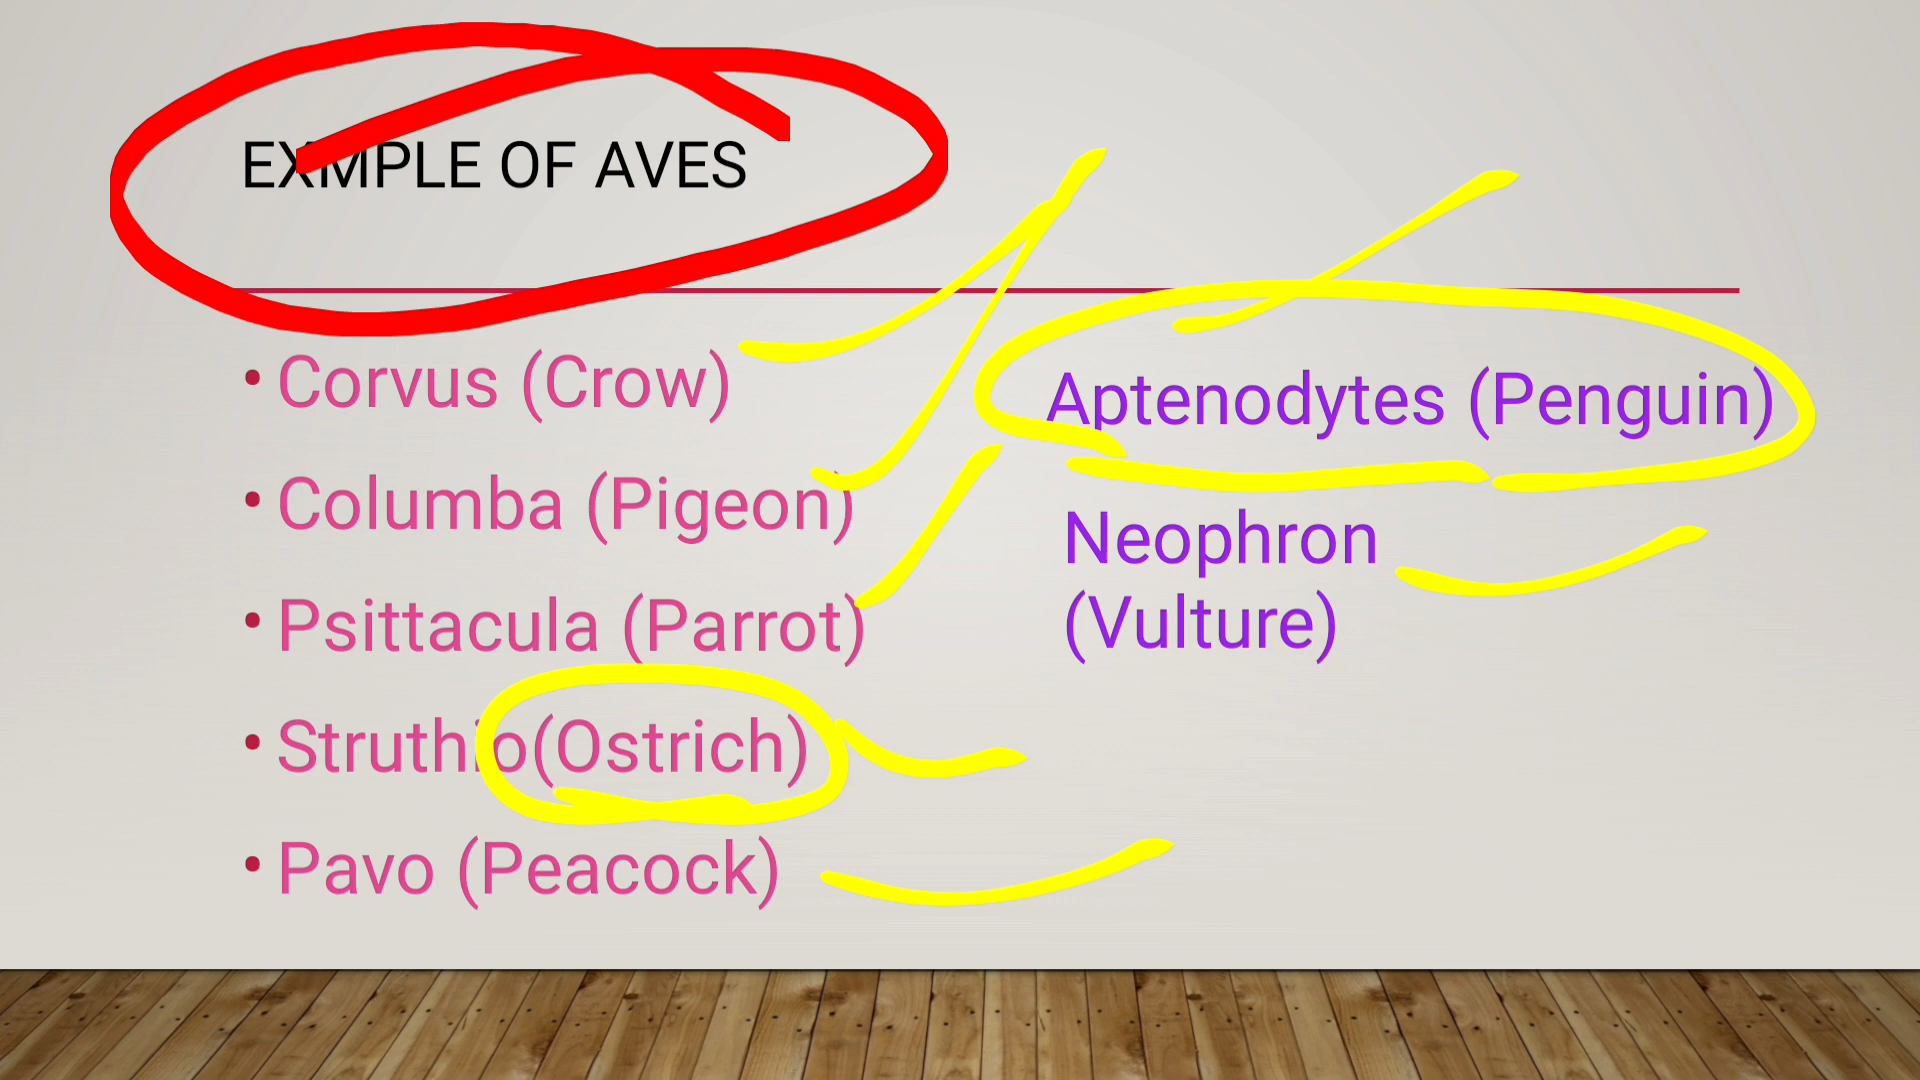 EXMPLE OF AVES
• Corvus (Crow)
• Columba (Pigeon)
• Psittacula (Parrot)
• Struthio(Ostrich)
• Pavo (Peacock)
Aptenodytes (Penguin)
Neophron
(Vulture)